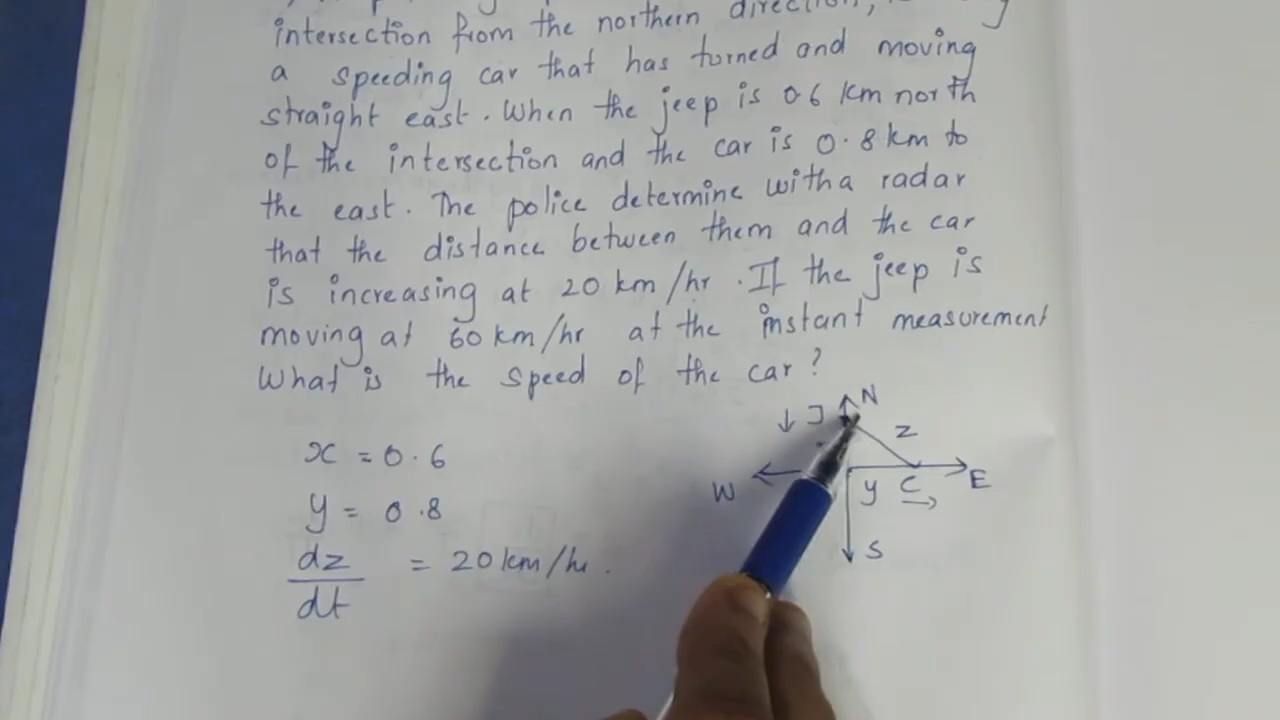 intersection from the northern direction,
a speeding car that has turned and moving
straight east. When the jeep is 0.6 km north
of the intersection and the car is 0.8 km to
the east. The police determine with a radar
that the distance between them and the car
is increasing at 20 km/hr. If the jeep is
moving at 60 km/hr at the instant measurement
What is the speed of the car?
↓ J ↑ N
z
x = 0.6
W y C → E
y = 0.8
S
dz/dt = 20 km/hr.